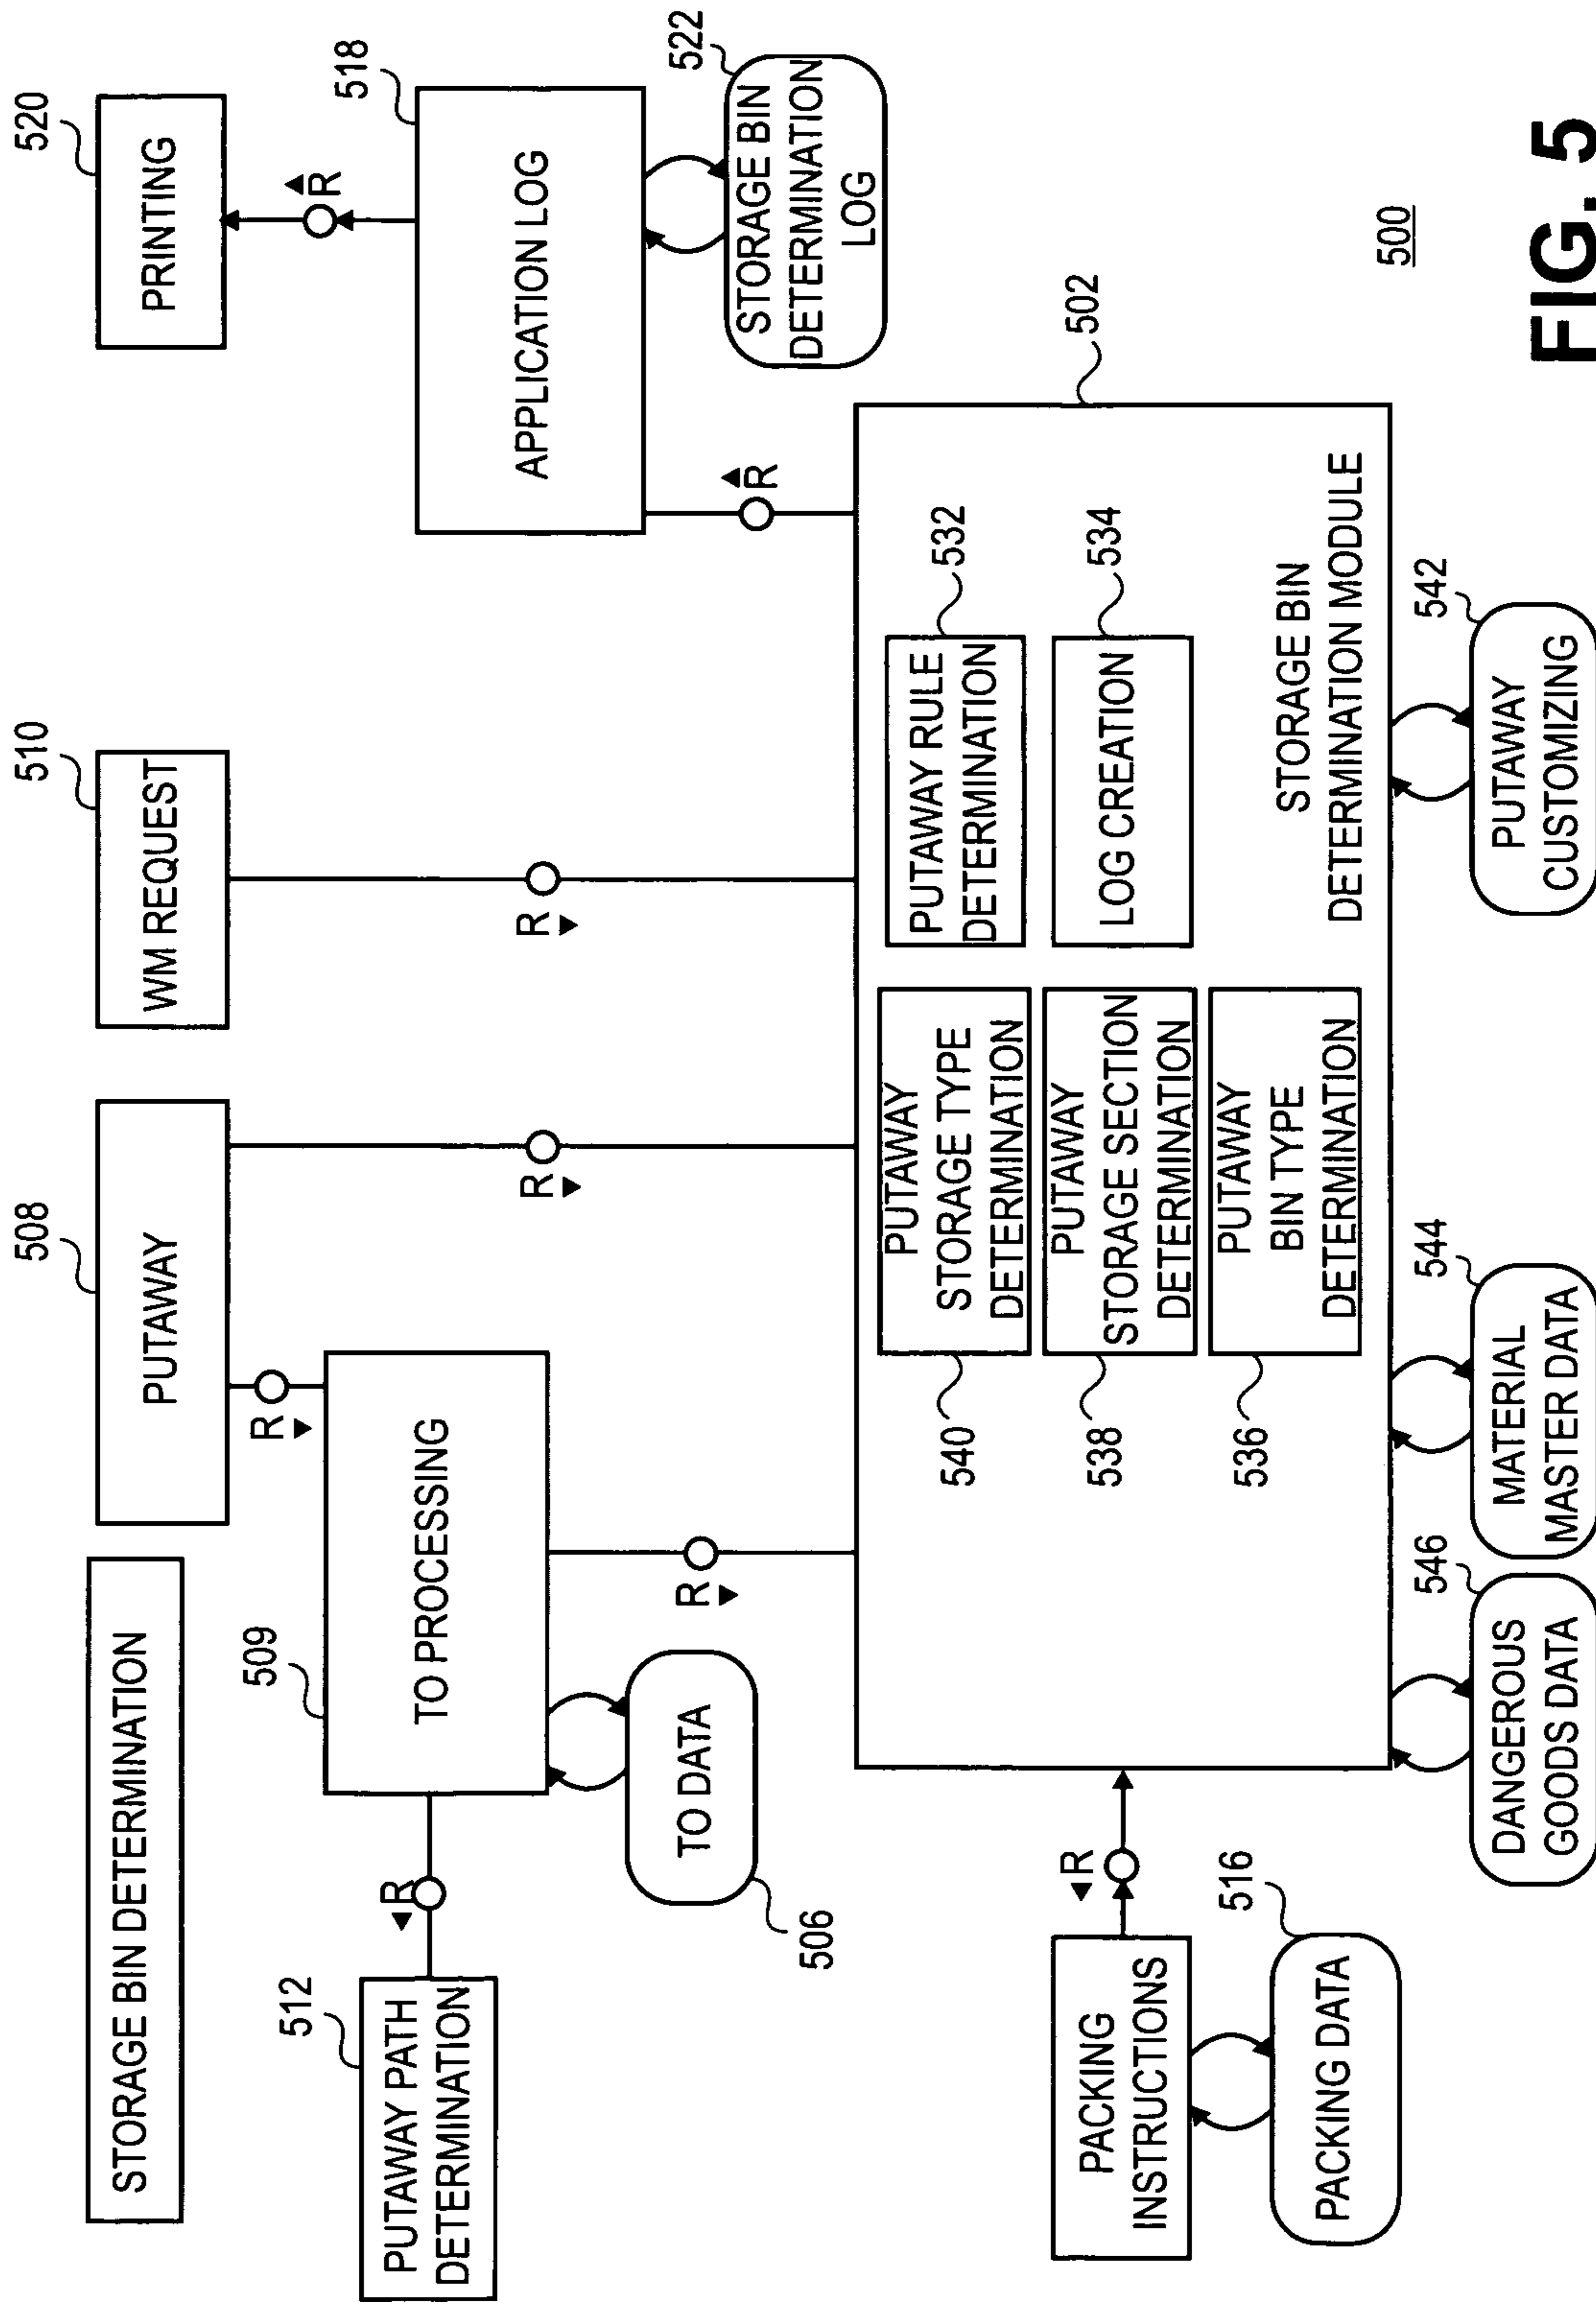 STORAGE BIN DETERMINATION
508
PUTAWAY
510
WM REQUEST
520
PRINTING
R
R
509
TO PROCESSING
518
APPLICATION LOG
512
PUTAWAY PATH
DETERMINATION
R
TO DATA
506
R
R
R
R
522
STORAGE BIN
DETERMINATION
LOG
502
PUTAWAY
STORAGE TYPE
DETERMINATION
540
PUTAWAY RULE
DETERMINATION
532
PUTAWAY
STORAGE SECTION
DETERMINATION
538
LOG CREATION
534
PUTAWAY
BIN TYPE
DETERMINATION
536
STORAGE BIN
DETERMINATION MODULE
PACKING
INSTRUCTIONS
R
516
PACKING DATA
546
DANGEROUS
GOODS DATA
544
MATERIAL
MASTER DATA
542
PUTAWAY
CUSTOMIZING
500
FIG. 5